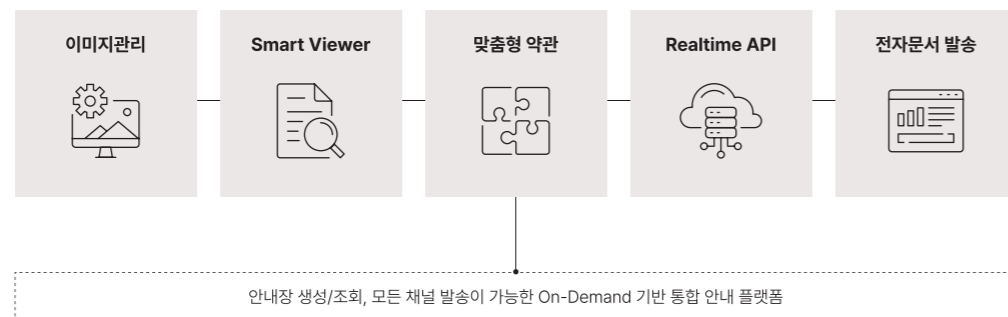 이미지관리
Smart Viewer
맞춤형 약관
Realtime API
전자문서 발송
안내장 생성/조회, 모든 채널 발송이 가능한 On-Demand 기반 통합 안내 플랫폼